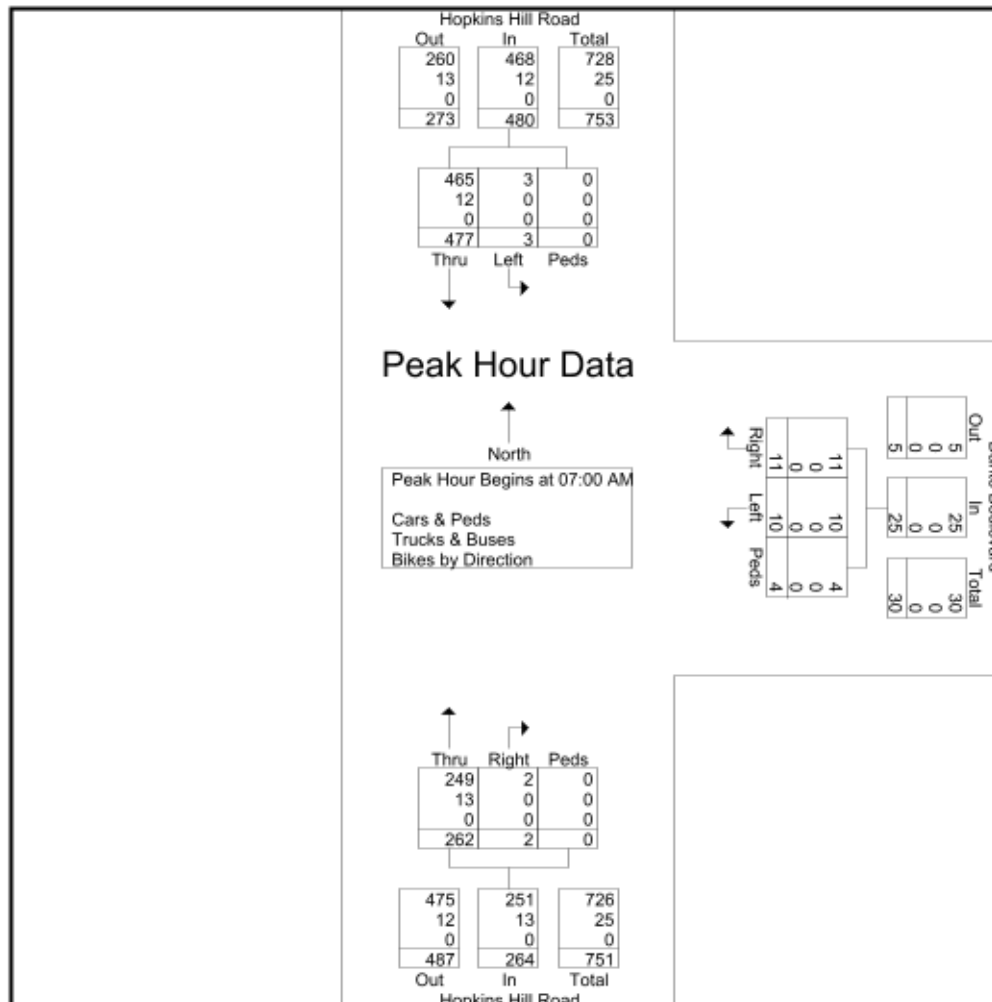 Hopkins Hill Road
Out In Total
260 468 728
13 12 25
0 0 0
273 480 753
465 3 0
12 0 0
0 0 0
477 3 0
Thru Left Peds
Peak Hour Data
North
Peak Hour Begins at 07:00 AM
Cars & Peds
Trucks & Buses
Bikes by Direction
Out In Total
5 25 30
0 0 0
0 0 0
5 25 30
11 10 4
0 0 0
0 0 0
11 10 4
Right Left Peds
Thru Right Peds
249 2 0
13 0 0
0 0 0
262 2 0
475 251 726
12 13 25
0 0 0
487 264 751
Out In Total
Hopkins Hill Road